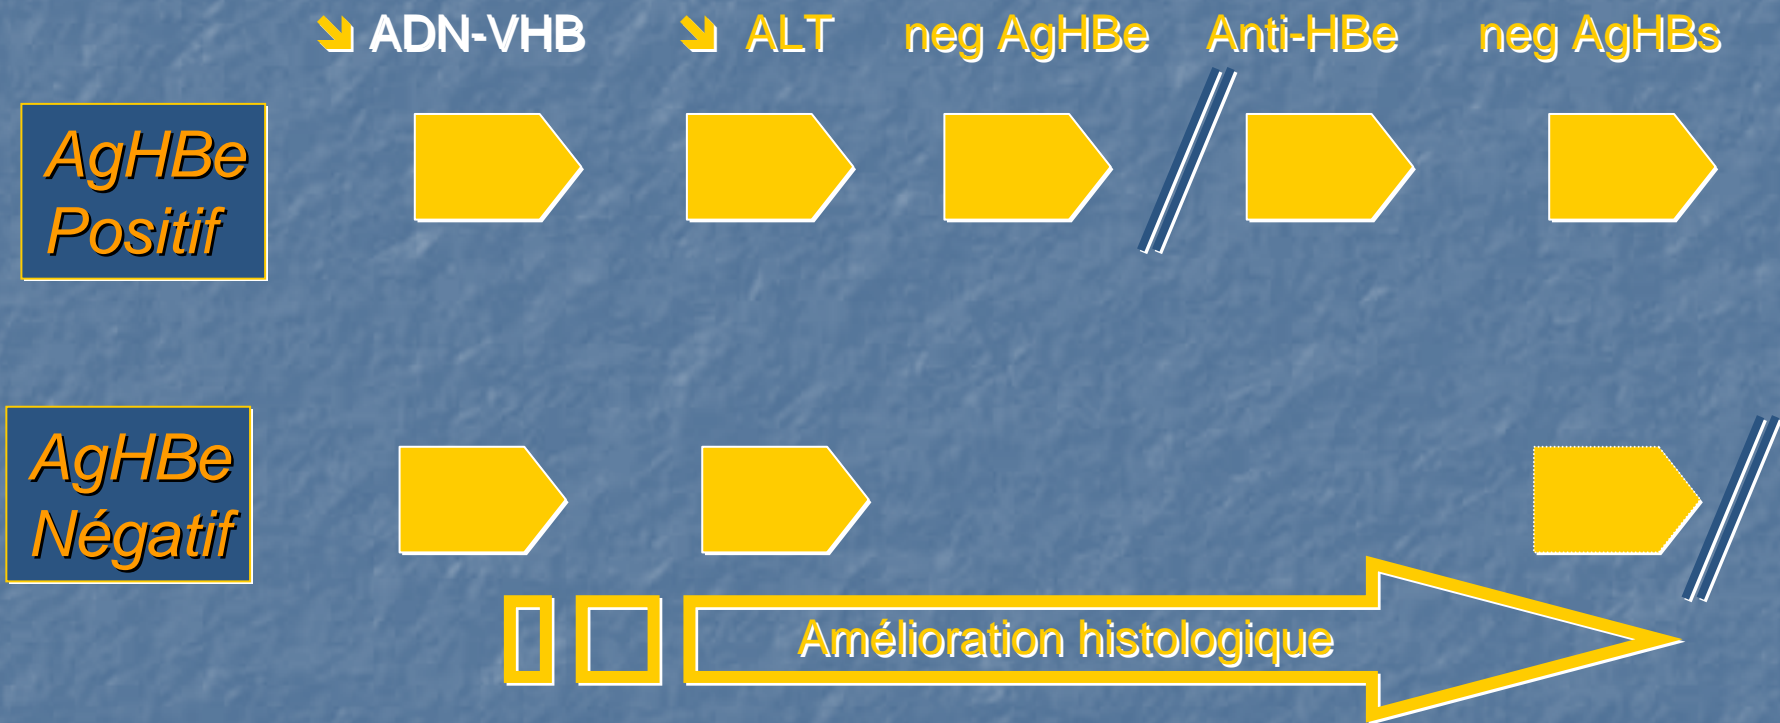 ➘ ADN-VHB ➘ ALT neg AgHBe Anti-HBe neg AgHBs
AgHBe
Positif
AgHBe
Négatif
Amélioration histologique